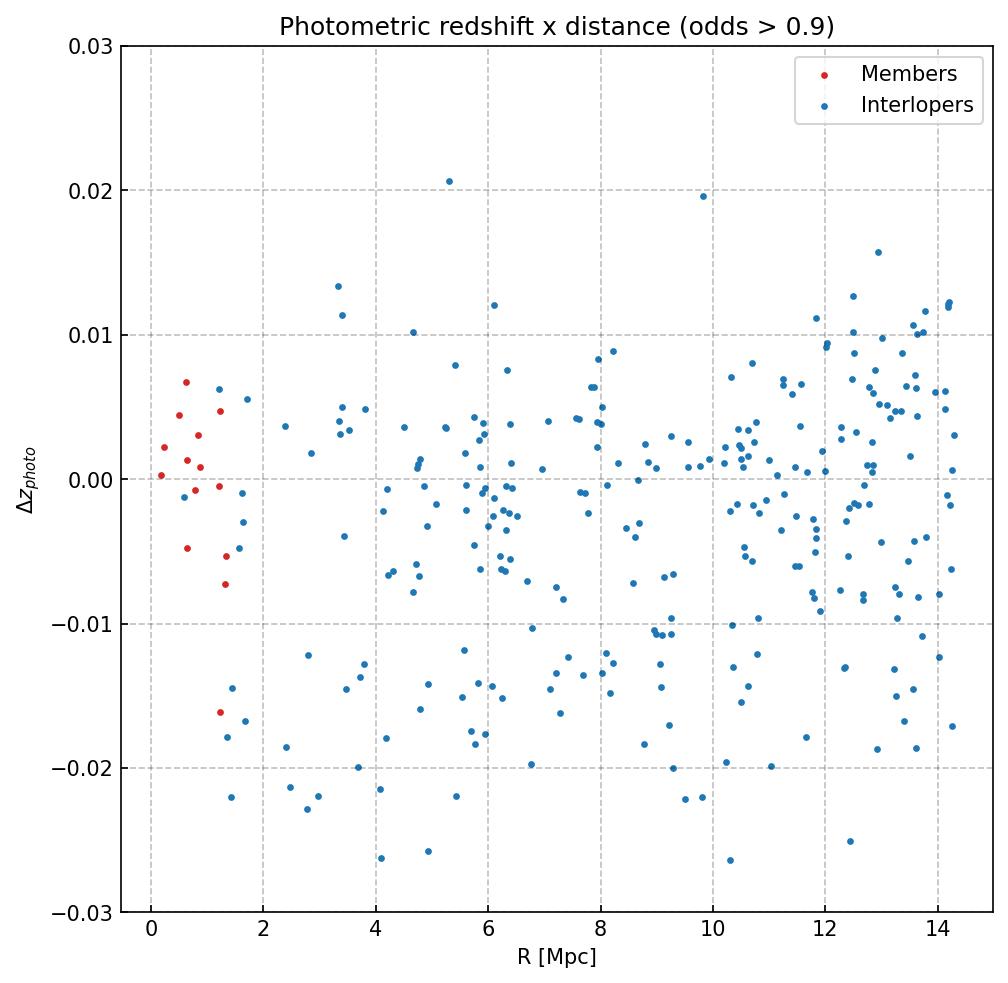 Photometric redshift x distance (odds > 0.9)
Members
Interlopers
0.03
0.02
0.01
0.00
−0.01
−0.02
−0.03
Δz_photo
0 2 4 6 8 10 12 14
R [Mpc]